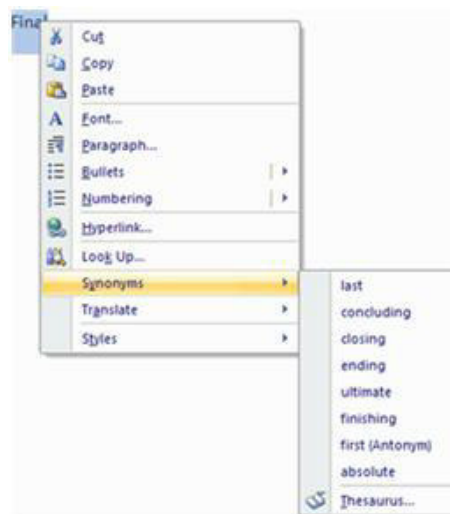 Final
Cut
Copy
Paste
Font...
Paragraph...
Bullets
Numbering
Hyperlink...
Look Up...
Synonyms
Translate
Styles
last
concluding
closing
ending
ultimate
finishing
first (Antonym)
absolute
Thesaurus...